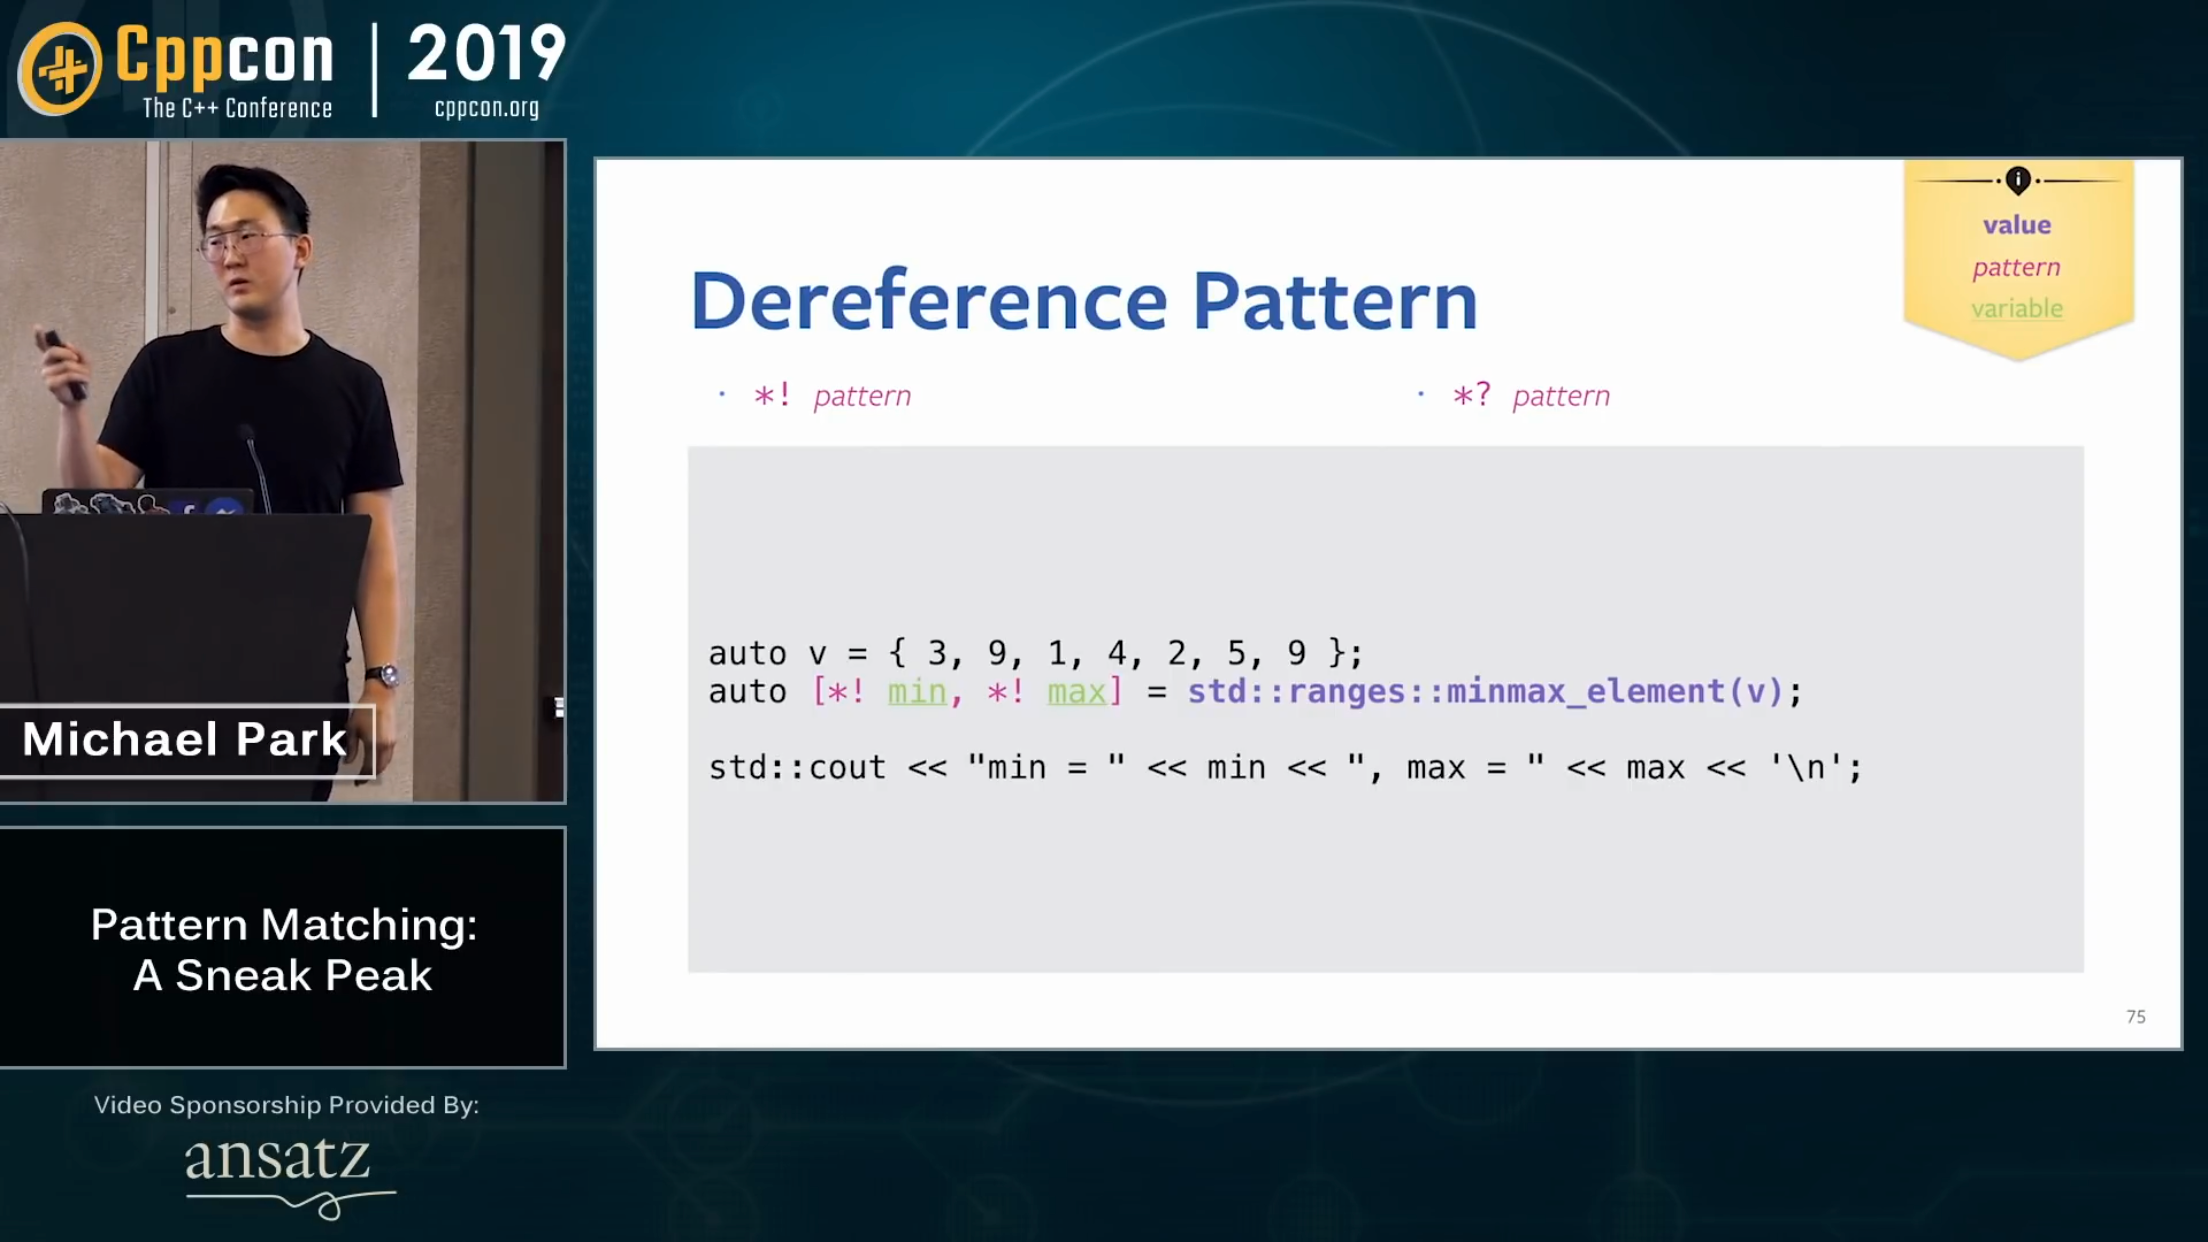 Cppcon
The C++ Conference
2019
cppcon.org
Michael Park
Pattern Matching:
A Sneak Peak
Video Sponsorship Provided By:
ansatz
value
pattern
variable
Dereference Pattern
· *! pattern
· *? pattern
auto v = { 3, 9, 1, 4, 2, 5, 9 };
auto [*! min, *! max] = std::ranges::minmax_element(v);
std::cout << "min = " << min << ", max = " << max << '\n';
75